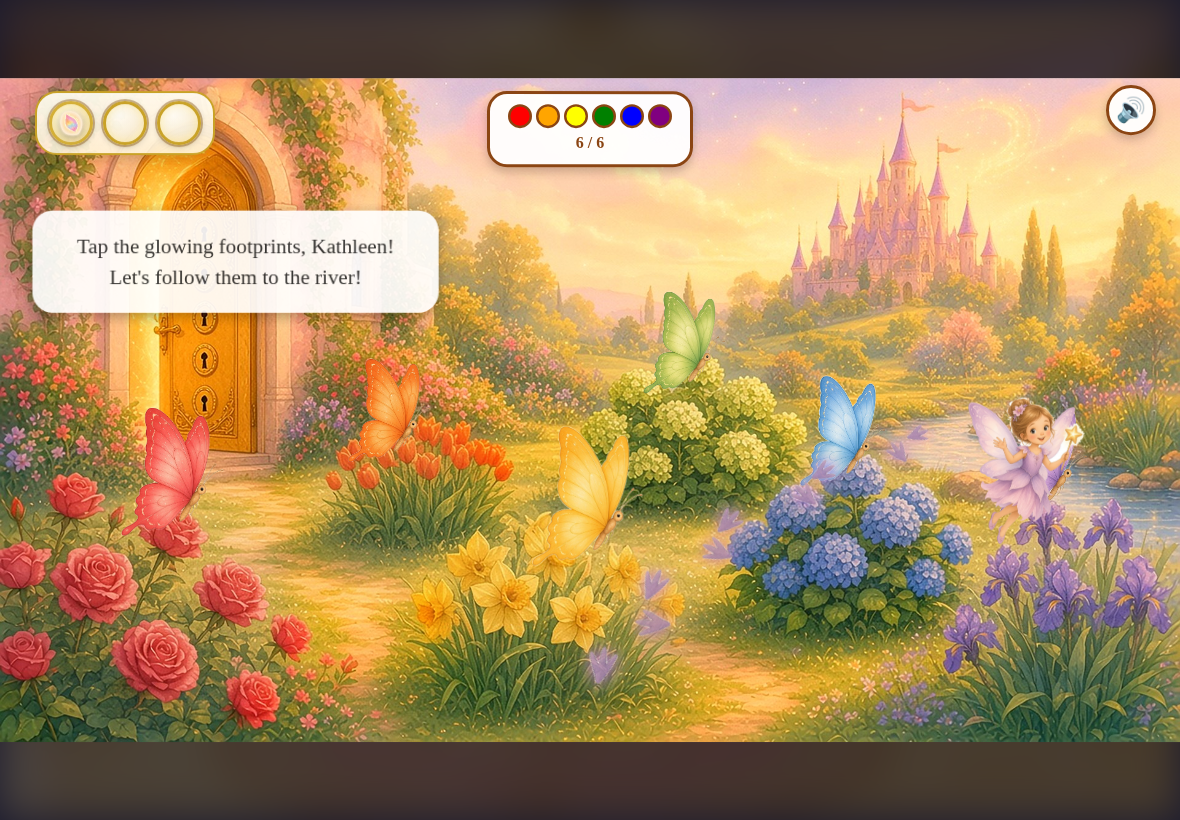 6 / 6
Tap the glowing footprints, Kathleen!
Let's follow them to the river!